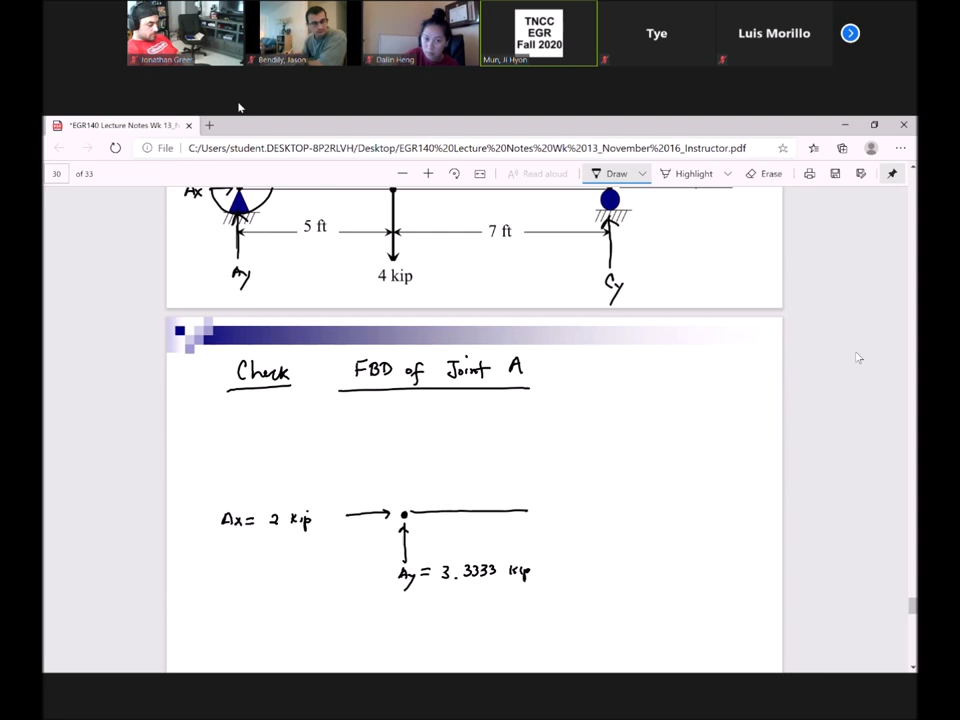 TNCC
EGR
Fall 2020
Tye
Luis Morillo
Jonathan Greer
Bendily, Jason
Dalin Heng
Mun, Ji Hyon
*EGR140 Lecture Notes Wk 13_
File
C:/Users/student.DESKTOP-8P2RLVH/Desktop/EGR140%20Lecture%20Notes%20Wk%2013_November%2016_Instructor.pdf
30 of 33
Read aloud
Draw
Highlight
Erase
Ax
5 ft
7 ft
Ay
4 kip
Cy
Check FBD of Joint A
Ax = 2 kip
Ay = 3.3333 kip